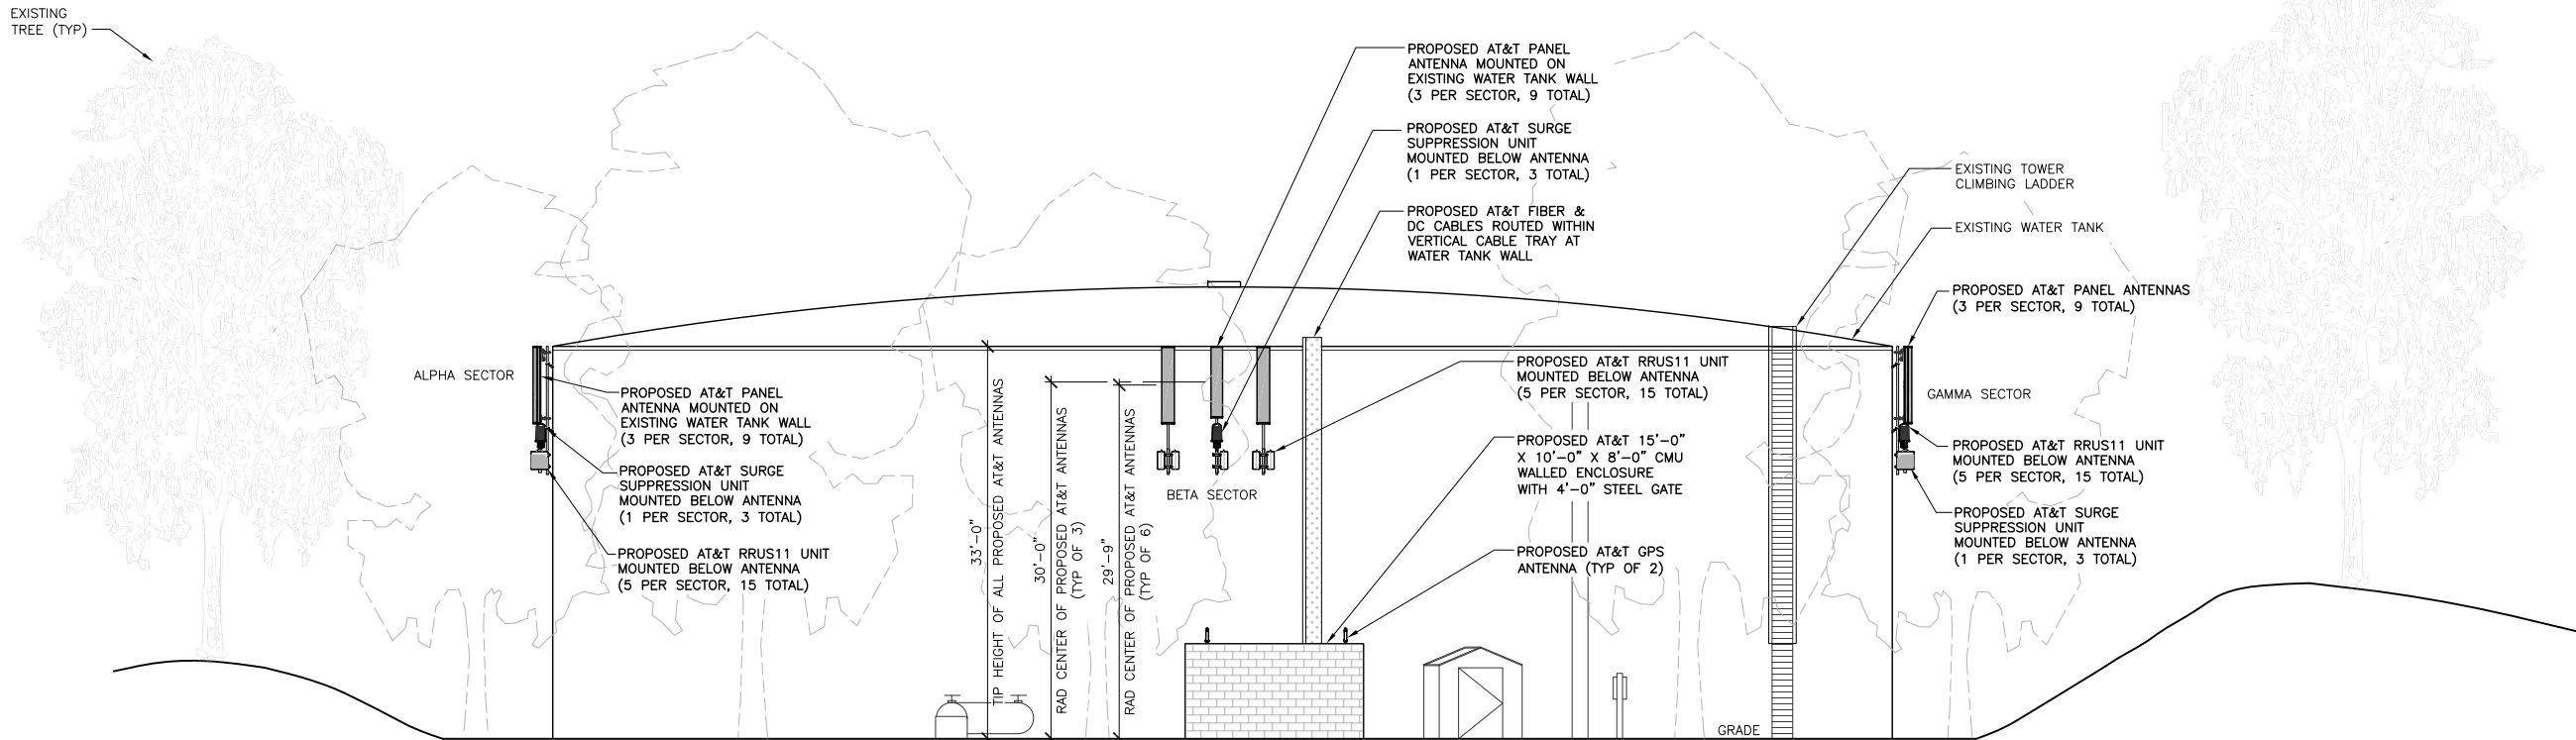 EXISTING
TREE (TYP)
PROPOSED AT&T PANEL
ANTENNA MOUNTED ON
EXISTING WATER TANK WALL
(3 PER SECTOR, 9 TOTAL)
PROPOSED AT&T SURGE
SUPPRESSION UNIT
MOUNTED BELOW ANTENNA
(1 PER SECTOR, 3 TOTAL)
PROPOSED AT&T FIBER &
DC CABLES ROUTED WITHIN
VERTICAL CABLE TRAY AT
WATER TANK WALL
EXISTING TOWER
CLIMBING LADDER
EXISTING WATER TANK
PROPOSED AT&T PANEL ANTENNAS
(3 PER SECTOR, 9 TOTAL)
ALPHA SECTOR
PROPOSED AT&T PANEL
ANTENNA MOUNTED ON
EXISTING WATER TANK WALL
(3 PER SECTOR, 9 TOTAL)
PROPOSED AT&T SURGE
SUPPRESSION UNIT
MOUNTED BELOW ANTENNA
(1 PER SECTOR, 3 TOTAL)
PROPOSED AT&T RRUS11 UNIT
MOUNTED BELOW ANTENNA
(5 PER SECTOR, 15 TOTAL)
33'-0"
TIP HEIGHT OF ALL PROPOSED AT&T ANTENNAS
30'-0"
RAD CENTER OF PROPOSED AT&T ANTENNAS
(TYP OF 3)
29'-9"
RAD CENTER OF PROPOSED AT&T ANTENNAS
(TYP OF 6)
BETA SECTOR
PROPOSED AT&T RRUS11 UNIT
MOUNTED BELOW ANTENNA
(5 PER SECTOR, 15 TOTAL)
PROPOSED AT&T 15'-0"
X 10'-0" X 8'-0" CMU
WALLED ENCLOSURE
WITH 4'-0" STEEL GATE
PROPOSED AT&T GPS
ANTENNA (TYP OF 2)
GAMMA SECTOR
PROPOSED AT&T RRUS11 UNIT
MOUNTED BELOW ANTENNA
(5 PER SECTOR, 15 TOTAL)
PROPOSED AT&T SURGE
SUPPRESSION UNIT
MOUNTED BELOW ANTENNA
(1 PER SECTOR, 3 TOTAL)
GRADE